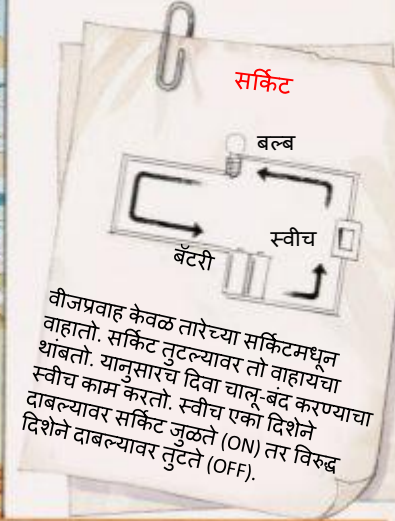 सर्किट
बल्ब
स्वीच
बॅटरी
वीजप्रवाह केवळ तारेच्या सर्किटमधून
वाहातो. सर्किट तुटल्यावर तो वाहायचा
थांबतो. यानुसारच दिवा चालू-बंद करण्याचा
स्वीच काम करतो. स्वीच एका दिशेने
दाबल्यावर सर्किट जुळते (ON) तर विरुद्ध
दिशेने दाबल्यावर तुटते (OFF).